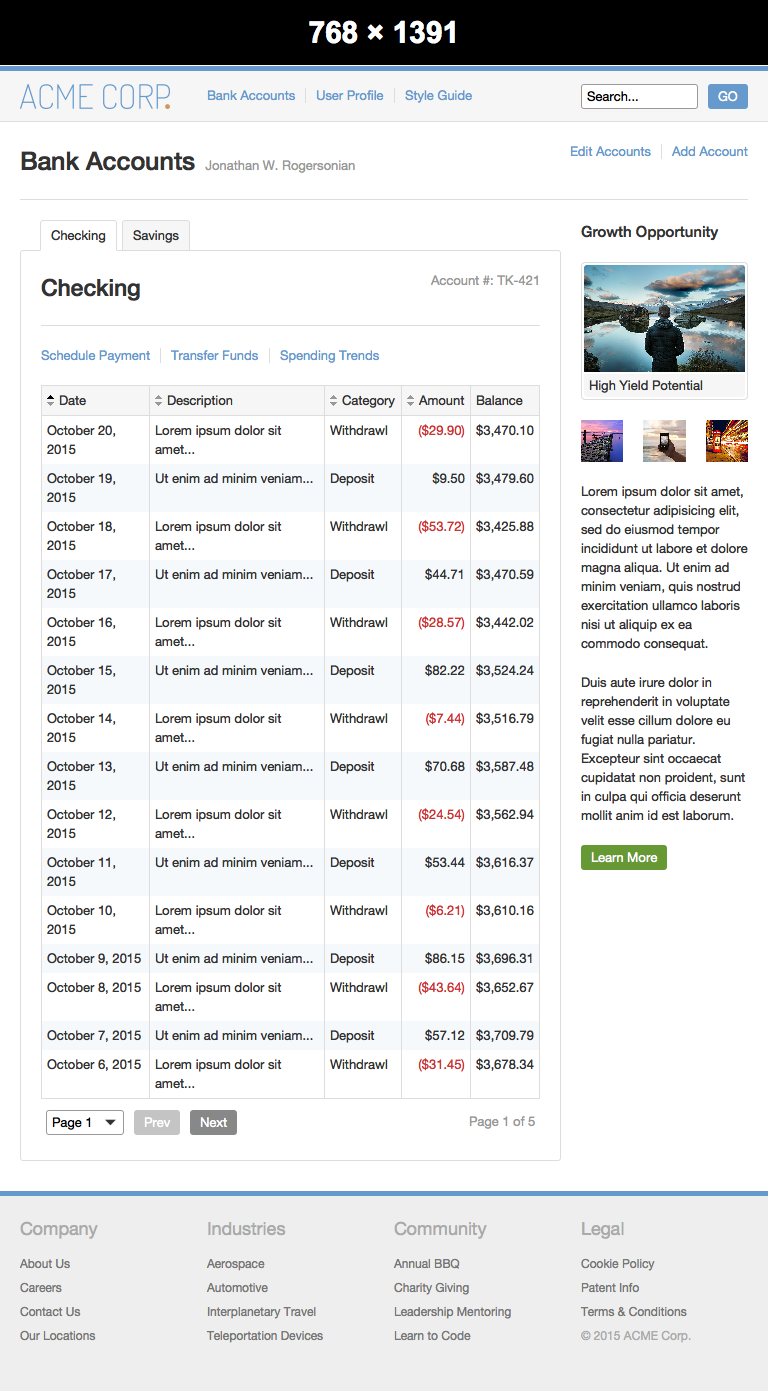 768 × 1391
ACME CORP.
Bank Accounts
User Profile
Style Guide
Search...
GO
Bank Accounts Jonathan W. Rogersonian
Edit Accounts
Add Account
Checking
Savings
Checking
Account #: TK-421
Schedule Payment
Transfer Funds
Spending Trends
Date Description Category Amount Balance
October 20, Lorem ipsum dolor sit Withdrawl ($29.90) $3,470.10
2015 amet...
October 19, Ut enim ad minim veniam... Deposit $9.50 $3,479.60
2015
October 18, Lorem ipsum dolor sit Withdrawl ($53.72) $3,425.88
2015 amet...
October 17, Ut enim ad minim veniam... Deposit $44.71 $3,470.59
2015
October 16, Lorem ipsum dolor sit Withdrawl ($28.57) $3,442.02
2015 amet...
October 15, Ut enim ad minim veniam... Deposit $82.22 $3,524.24
2015
October 14, Lorem ipsum dolor sit Withdrawl ($7.44) $3,516.79
2015 amet...
October 13, Ut enim ad minim veniam... Deposit $70.68 $3,587.48
2015
October 12, Lorem ipsum dolor sit Withdrawl ($24.54) $3,562.94
2015 amet...
October 11, Ut enim ad minim veniam... Deposit $53.44 $3,616.37
2015
October 10, Lorem ipsum dolor sit Withdrawl ($6.21) $3,610.16
2015 amet...
October 9, 2015 Ut enim ad minim veniam... Deposit $86.15 $3,696.31
October 8, 2015 Lorem ipsum dolor sit Withdrawl ($43.64) $3,652.67
amet...
October 7, 2015 Ut enim ad minim veniam... Deposit $57.12 $3,709.79
October 6, 2015 Lorem ipsum dolor sit Withdrawl ($31.45) $3,678.34
amet...
Page 1
Prev
Next
Page 1 of 5
Growth Opportunity
High Yield Potential
Lorem ipsum dolor sit amet,
consectetur adipisicing elit,
sed do eiusmod tempor
incididunt ut labore et dolore
magna aliqua. Ut enim ad
minim veniam, quis nostrud
exercitation ullamco laboris
nisi ut aliquip ex ea
commodo consequat.
Duis aute irure dolor in
reprehenderit in voluptate
velit esse cillum dolore eu
fugiat nulla pariatur.
Excepteur sint occaecat
cupidatat non proident, sunt
in culpa qui officia deserunt
mollit anim id est laborum.
Learn More
Company
About Us
Careers
Contact Us
Our Locations
Industries
Aerospace
Automotive
Interplanetary Travel
Teleportation Devices
Community
Annual BBQ
Charity Giving
Leadership Mentoring
Learn to Code
Legal
Cookie Policy
Patent Info
Terms & Conditions
© 2015 ACME Corp.